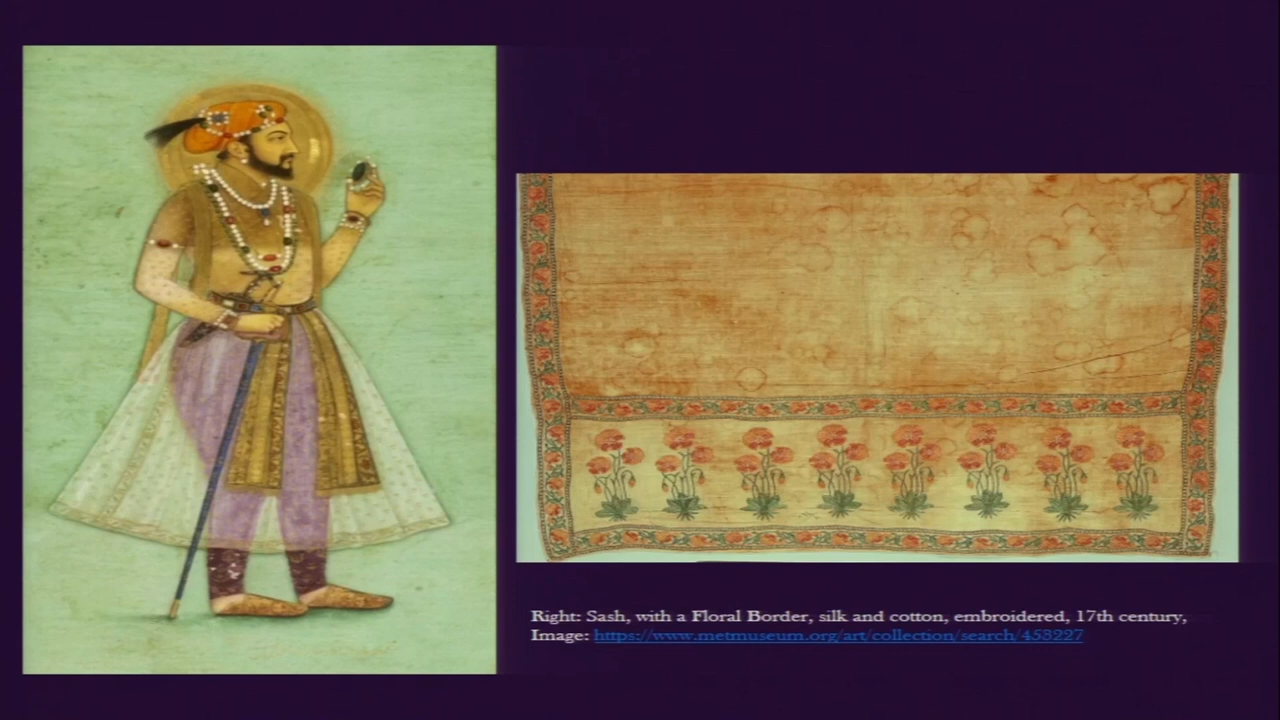 Right: Sash, with a Floral Border, silk and cotton, embroidered, 17th century,
Image: https://www.metmuseum.org/art/collection/search/453227